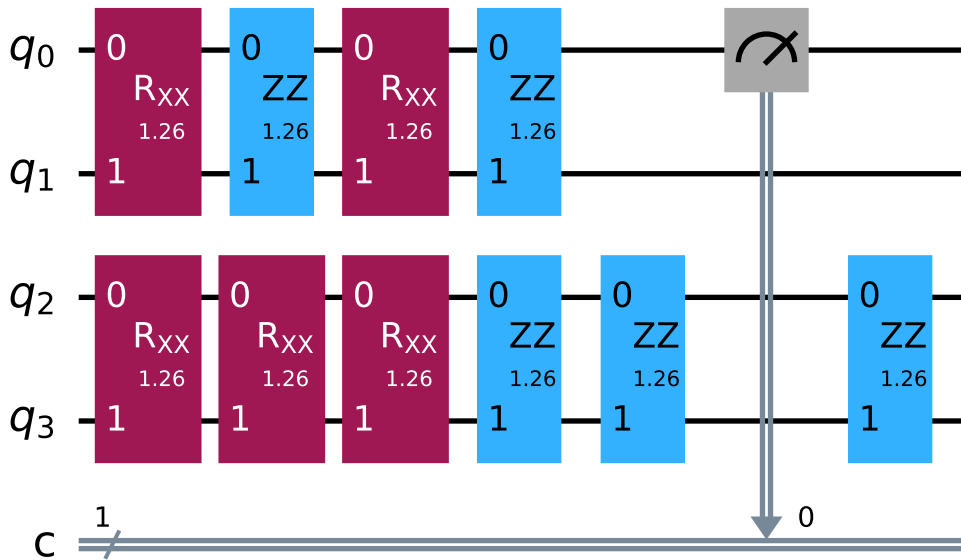 q0 0 0 0 0
RXX ZZ RXX ZZ
1.26 1.26 1.26 1.26
q1 1 1 1 1
q2 0 0 0 0 0 0
RXX RXX RXX ZZ ZZ ZZ
1.26 1.26 1.26 1.26 1.26 1.26
q3 1 1 1 1 1 1
1 0
c